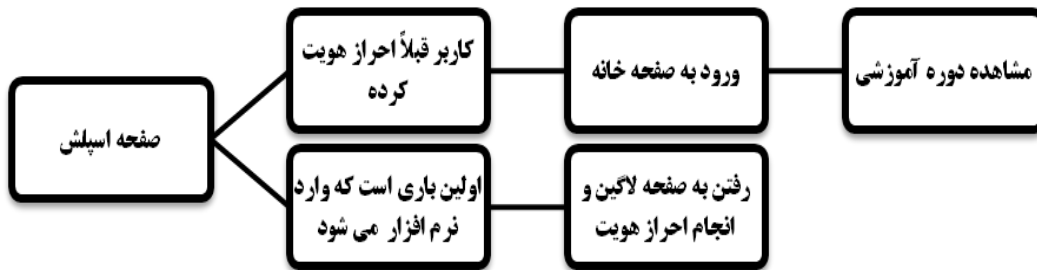 صفحه اسپلش
کاربر قبلاً احراز هویت
کرده
ورود به صفحه خانه
مشاهده دوره آموزشی
اولین باری است که وارد
نرم افزار می شود
رفتن به صفحه لاگین و
انجام احراز هویت